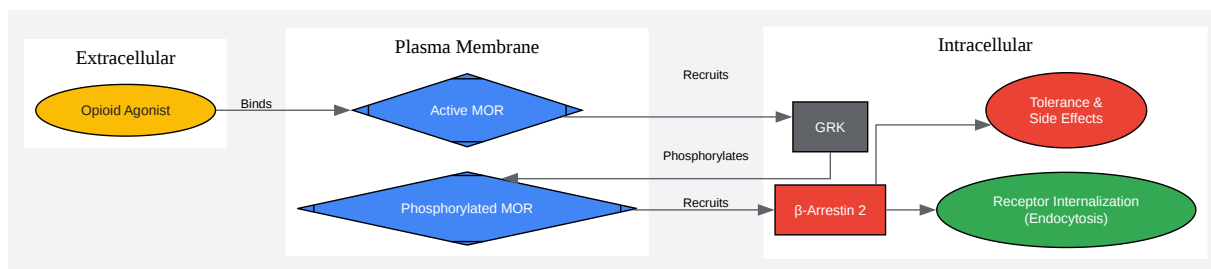 Extracellular
Opioid Agonist
Binds
Plasma Membrane
Active MOR
Phosphorylated MOR
Recruits
Phosphorylates
Recruits
Intracellular
GRK
β-Arrestin 2
Tolerance &
Side Effects
Receptor Internalization
(Endocytosis)